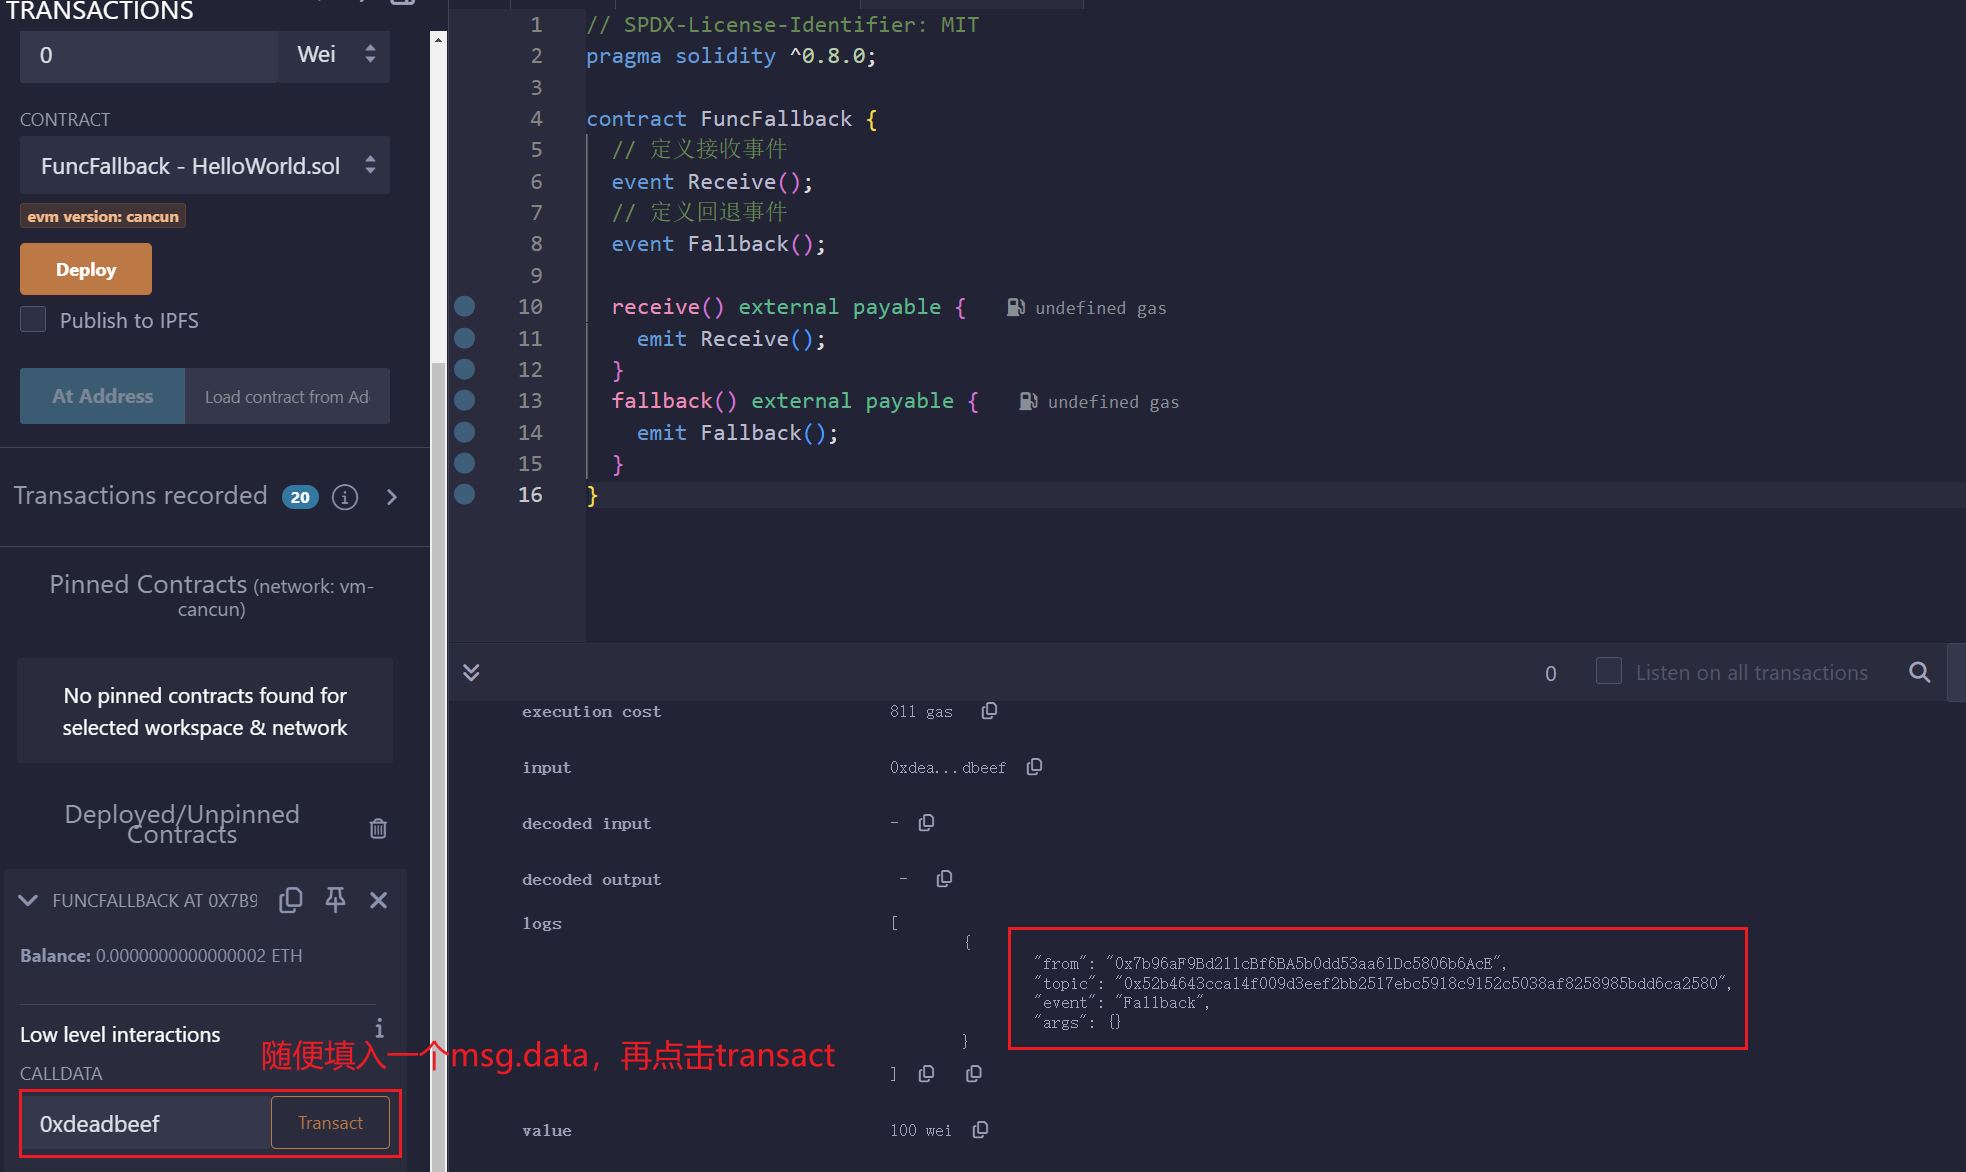 TRANSACTIONS
0 Wei
CONTRACT
FuncFallback - HelloWorld.sol
evm version: cancun
Deploy
Publish to IPFS
At Address Load contract from Ad
Transactions recorded 20 i
Pinned Contracts (network: vm-
cancun)
No pinned contracts found for
selected workspace & network
Deployed/Unpinned
Contracts
FUNCFALLBACK AT 0X7B9
Balance: 0.0000000000000002 ETH
Low level interactions i
CALLDATA
0xdeadbeef Transact
随便填入一个msg.data，再点击transact
1 // SPDX-License-Identifier: MIT
2 pragma solidity ^0.8.0;
3
4 contract FuncFallback {
5 // 定义接收事件
6 event Receive();
7 // 定义回退事件
8 event Fallback();
9
10 receive() external payable { undefined gas
11 emit Receive();
12 }
13 fallback() external payable { undefined gas
14 emit Fallback();
15 }
16 }
0 Listen on all transactions
execution cost 811 gas
input 0xdea...dbeef
decoded input -
decoded output -
logs [
{
"from": "0x7b96aF9Bd211cBf6BA5b0dd53aa61Dc5806b6AcE",
"topic": "0x52b4643cca14f009d3eef2bb2517ebc5918c9152c5038af8258985bdd6ca2580",
"event": "Fallback",
"args": {}
}
]
value 100 wei